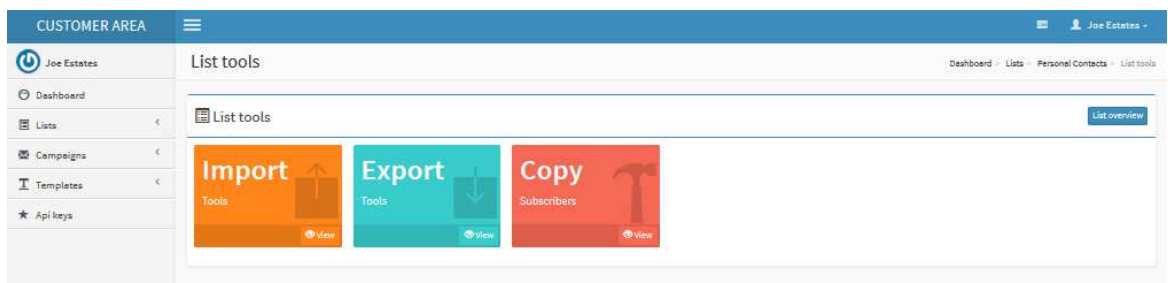 CUSTOMER AREA
Joe Estates
Joe Estates
List tools
Dashboard > Lists > Personal Contacts > List tools
Dashboard
Lists
Campaigns
Templates
Api keys
List tools
List overview
Import
Tools
View
Export
Tools
View
Copy
Subscribers
View